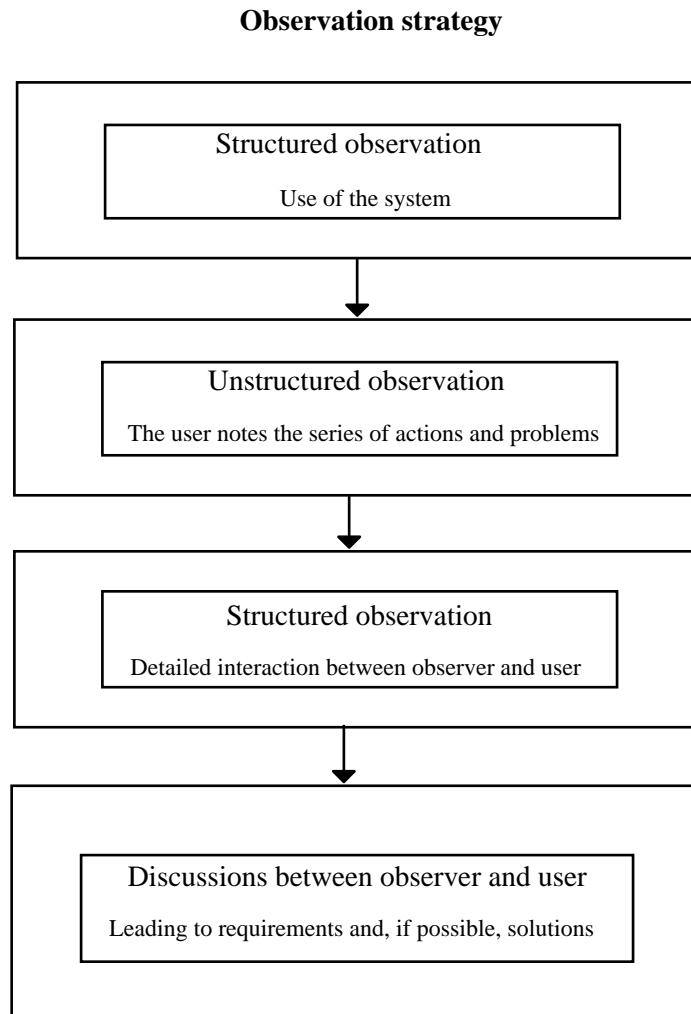 Observation strategy
Structured observation
Use of the system
Unstructured observation
The user notes the series of actions and problems
Structured observation
Detailed interaction between observer and user
Discussions between observer and user
Leading to requirements and, if possible, solutions